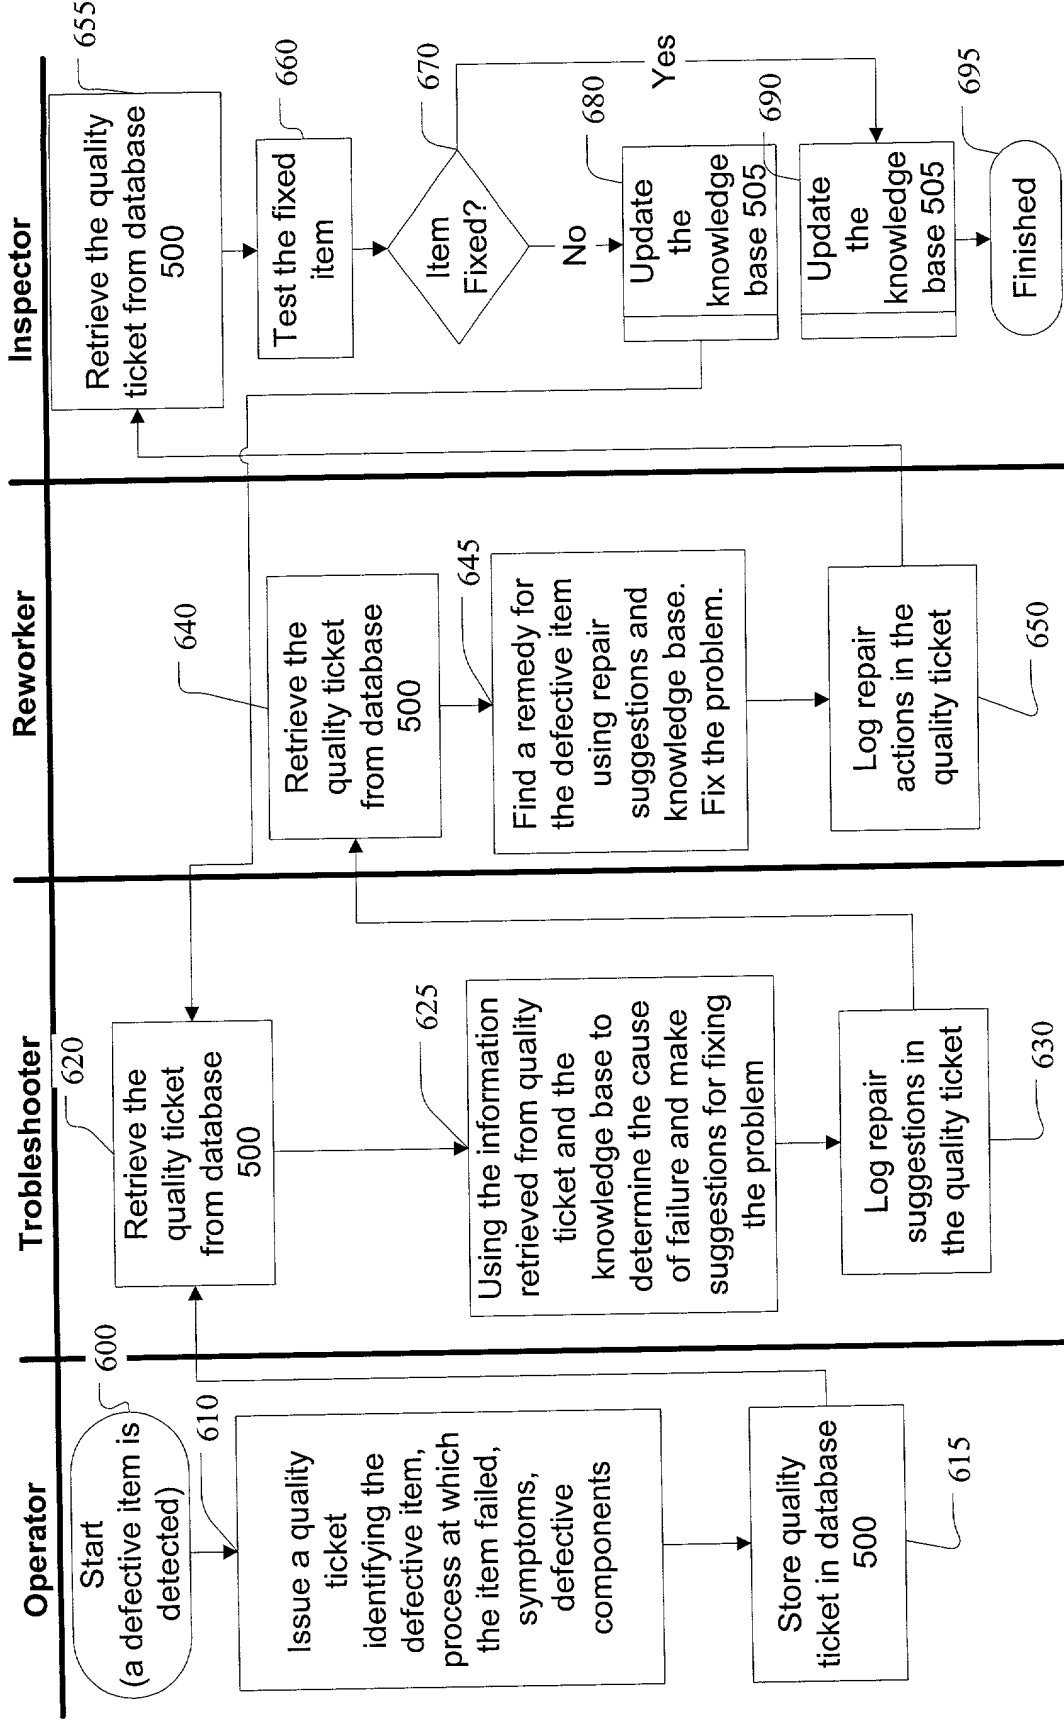 Operator
Start
(a defective item is
detected)
600
610
Issue a quality
ticket
identifying the
defective item,
process at which
the item failed,
symptoms,
defective
components
Store quality
ticket in database
500
615
Trobleshooter
620
Retrieve the
quality ticket
from database
500
625
Using the information
retrieved from quality
ticket and the
knowledge base to
determine the cause
of failure and make
suggestions for fixing
the problem
Log repair
suggestions in
the quality ticket
630
Reworker
640
Retrieve the
quality ticket
from database
500
645
Find a remedy for
the defective item
using repair
suggestions and
knowledge base.
Fix the problem.
Log repair
actions in the
quality ticket
650
Inspector
655
Retrieve the quality
ticket from database
500
660
Test the fixed
item
670
Item
Fixed?
No
Yes
680
Update
the
knowledge
base 505
690
Update
the
knowledge
base 505
695
Finished